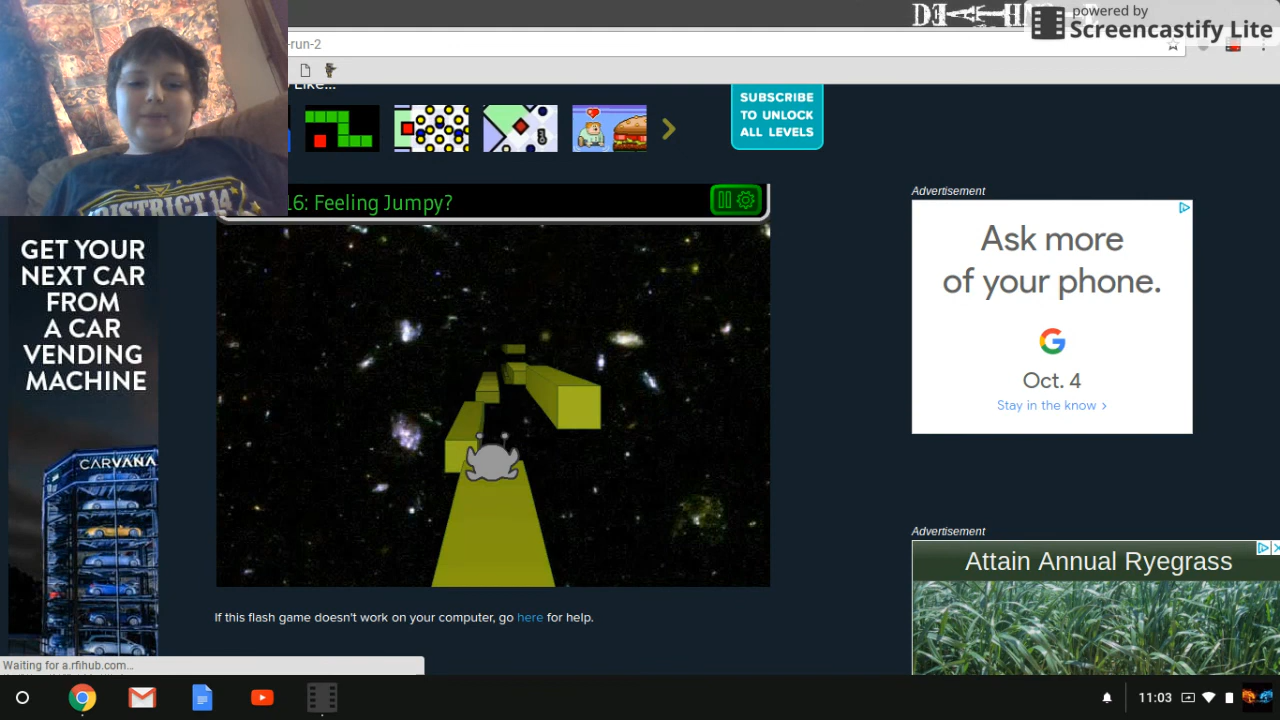 powered by
Screencastify Lite
-run-2
Like...
SUBSCRIBE
TO UNLOCK
ALL LEVELS
DISTRICT 14
16: Feeling Jumpy?
Advertisement
Ask more
of your phone.
G
Oct. 4
Stay in the know >
GET YOUR
NEXT CAR
FROM
A CAR
VENDING
MACHINE
CARVANA
Advertisement
Attain Annual Ryegrass
If this flash game doesn't work on your computer, go here for help.
Waiting for a.rfihub.com...
11:03